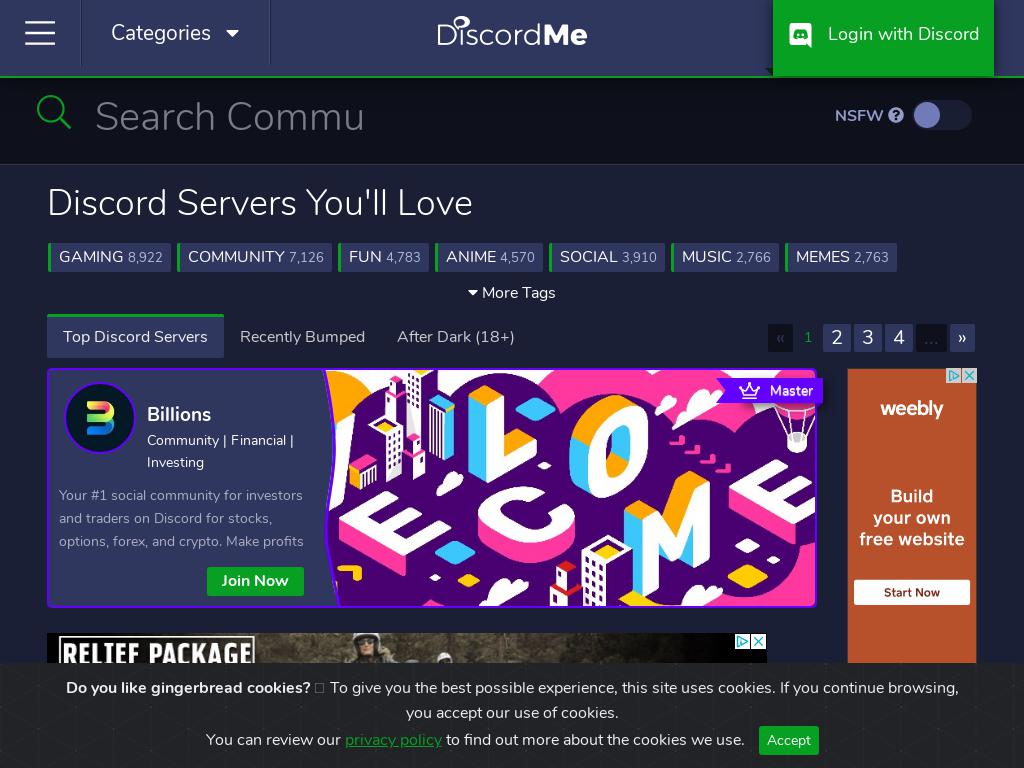 Categories
DiscordMe
Login with Discord
Search Commu
NSFW
Discord Servers You'll Love
GAMING 8,922
COMMUNITY 7,126
FUN 4,783
ANIME 4,570
SOCIAL 3,910
MUSIC 2,766
MEMES 2,763
More Tags
Top Discord Servers
Recently Bumped
After Dark (18+)
« 1 2 3 4 ... »
Billions
Community | Financial |
Investing
Your #1 social community for investors
and traders on Discord for stocks,
options, forex, and crypto. Make profits
Join Now
Master
WELCOME
weebly
Build
your own
free website
Start Now
RELIEF PACKAGE
Do you like gingerbread cookies? To give you the best possible experience, this site uses cookies. If you continue browsing,
you accept our use of cookies.
You can review our privacy policy to find out more about the cookies we use.
Accept